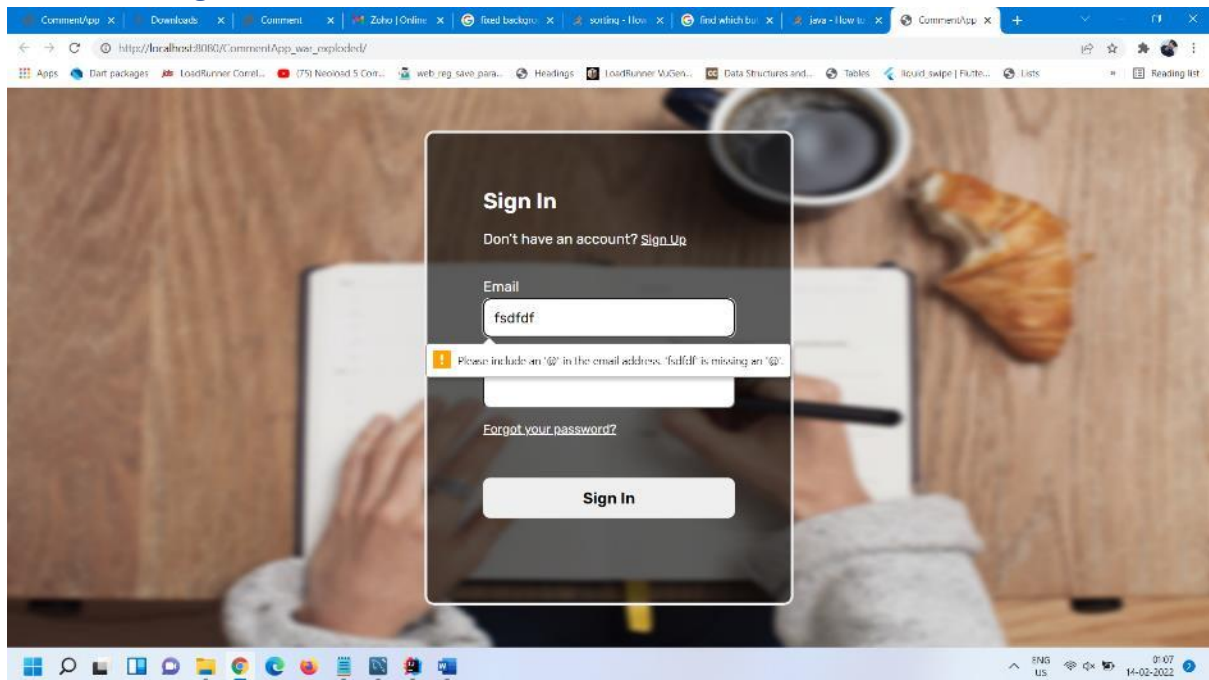 CommentApp Downloads Comment Zoho | Online fixed backgro sorting - How find which but java - How to CommentApp
http://localhost:8080/CommentApp_war_exploded/
Apps Dart packages LoadRunner Correl... (75) Neoload 5 Corr... web_reg_save_para... Headings LoadRunner VuGen... Data Structures and... Tables liquid_swipe | Flutte... Lists » Reading list
Sign In
Don't have an account? Sign Up
Email
fsdfdf
Please include an '@' in the email address. 'fsdfdf' is missing an '@'.
Forgot your password?
Sign In
ENG
US
01:07
14-02-2022
2